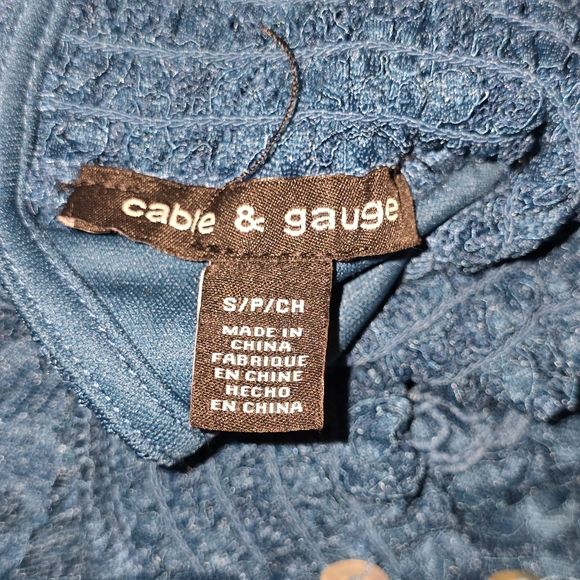 cable & gauge
S/P/CH
MADE IN
CHINA
FABRIQUE
EN CHINE
HECHO
EN CHINA